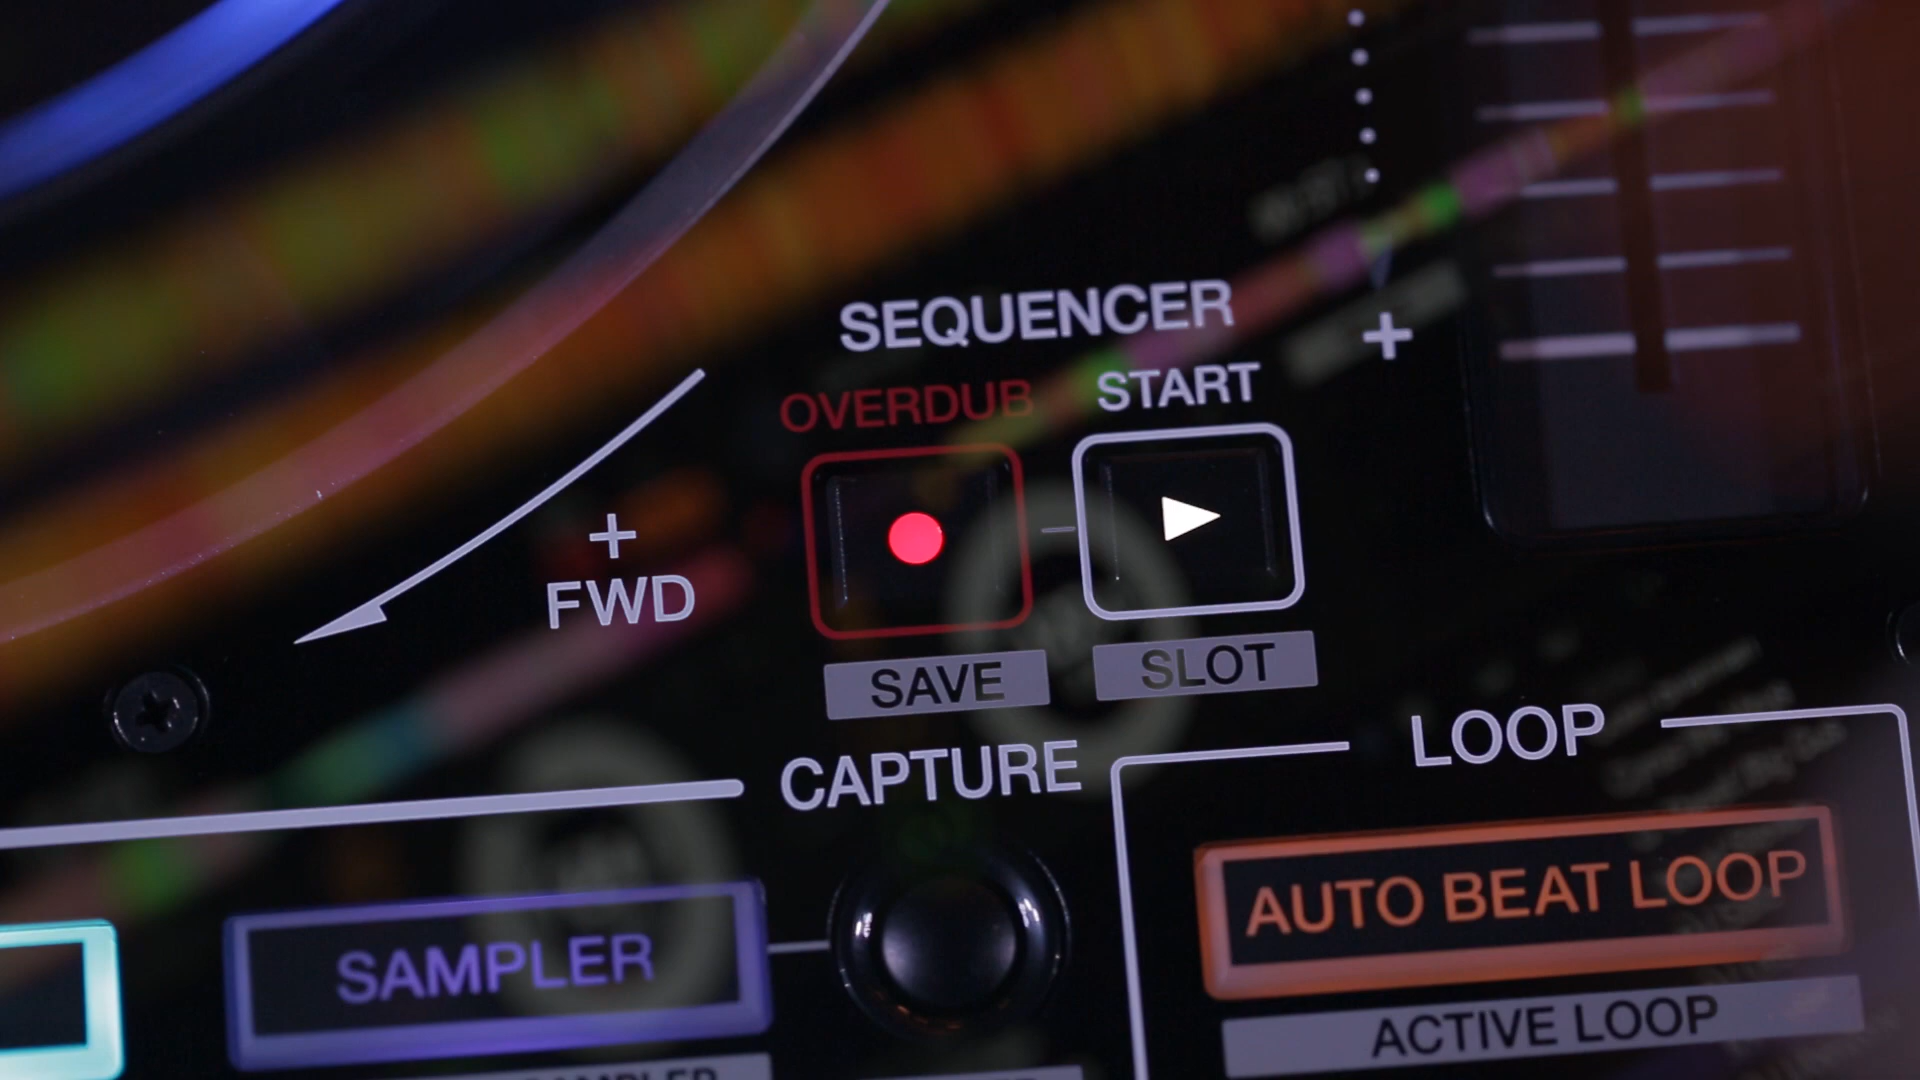 SEQUENCER
OVERDUB
START
+
+
FWD
SAVE
SLOT
CAPTURE
LOOP
SAMPLER
AUTO BEAT LOOP
ACTIVE LOOP